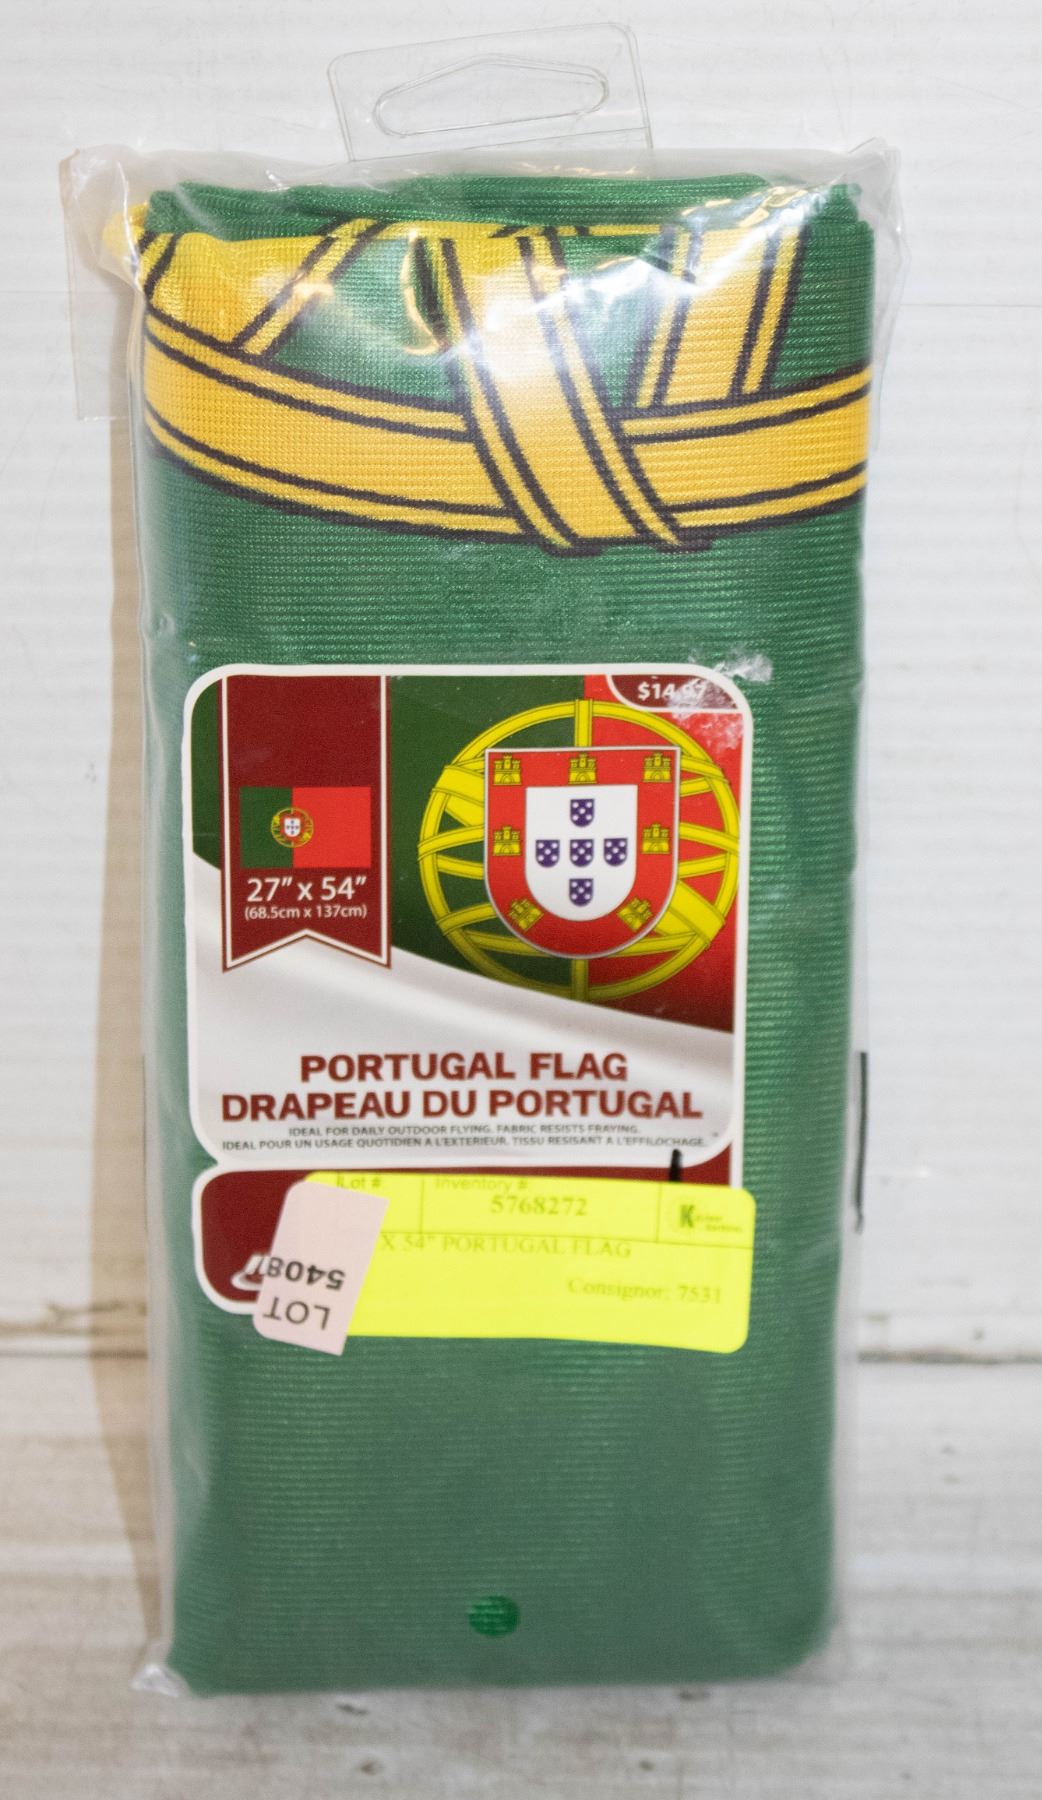 $14.97
27" x 54"
(68.5cm x 137cm)
PORTUGAL FLAG
DRAPEAU DU PORTUGAL
IDEAL FOR DAILY OUTDOOR FLYING. FABRIC RESISTS FRAYING.
IDEAL POUR UN USAGE QUOTIDIEN A L'EXTERIEUR. TISSU RESISANT A L'EFFILOCHAGE.
Lot # Inventory #
5768272
X 54" PORTUGAL FLAG
Consignor: 7531
LOT
5408